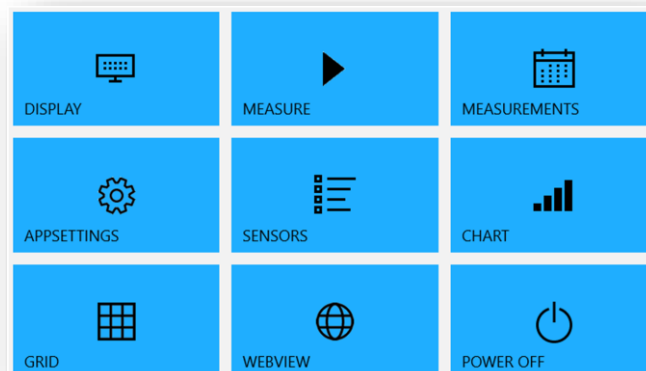 DISPLAY
MEASURE
MEASUREMENTS
APPSETTINGS
SENSORS
CHART
GRID
WEBVIEW
POWER OFF